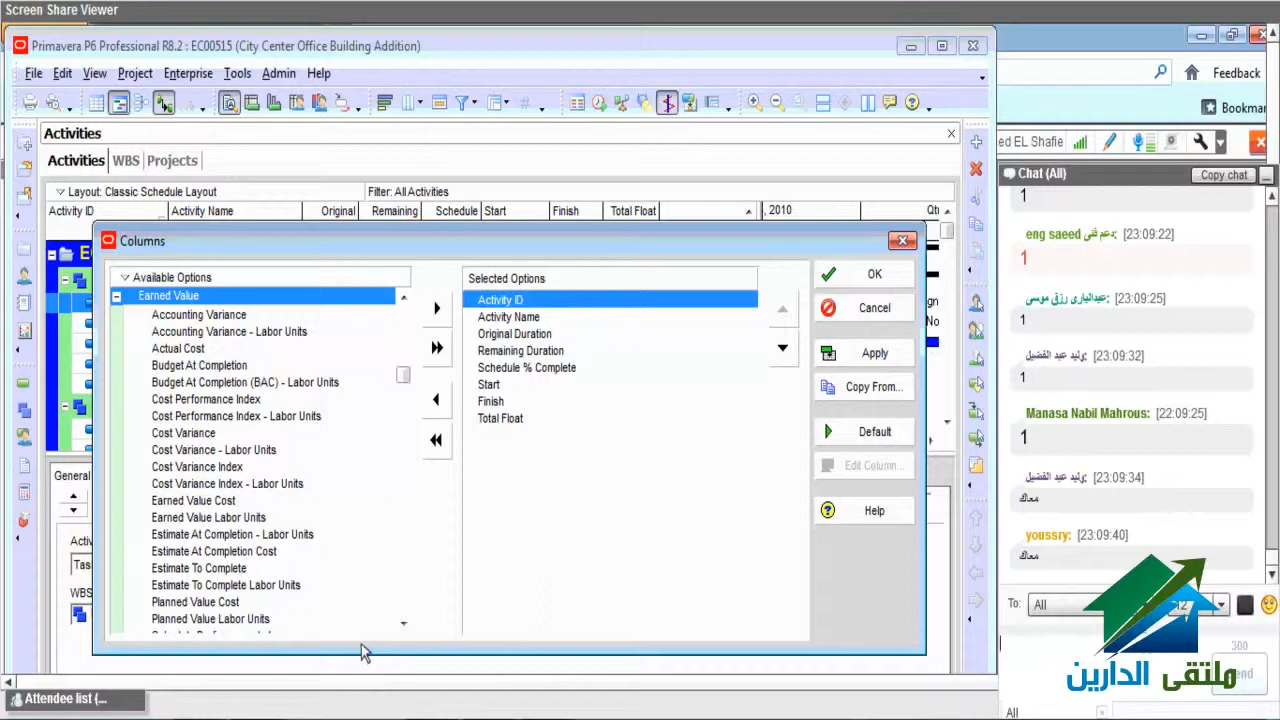 Screen Share Viewer
Primavera P6 Professional R8.2 : EC00515 (City Center Office Building Addition)
File Edit View Project Enterprise Tools Admin Help
Feedback
Bookmar
Activities
ed EL Shafie
Activities WBS Projects
Chat (All)
Copy chat
Layout: Classic Schedule Layout
Filter: All Activities
Activity ID
Activity Name
Original
Remaining
Schedule
Start
Finish
Total Float
, 2010
Qtr
Columns
Available Options
Earned Value
Accounting Variance
Accounting Variance - Labor Units
Actual Cost
Budget At Completion
Budget At Completion (BAC) - Labor Units
Cost Performance Index
Cost Performance Index - Labor Units
Cost Variance
Cost Variance - Labor Units
Cost Variance Index
Cost Variance Index - Labor Units
Earned Value Cost
Earned Value Labor Units
Estimate At Completion - Labor Units
Estimate At Completion Cost
Estimate To Complete
Estimate To Complete Labor Units
Planned Value Cost
Planned Value Labor Units
Selected Options
Activity ID
Activity Name
Original Duration
Remaining Duration
Schedule % Complete
Start
Finish
Total Float
OK
Cancel
Apply
Copy From...
Default
Edit Column...
Help
gn
No
General
Activ
Tas
WBS
1
eng saeed دعم فنى: [23:09:22]
1
عبدالبارى رزق موسى: [23:09:25]
1
وليد عبد الفضيل: [23:09:32]
1
Manasa Nabil Mahrous: [22:09:25]
1
وليد عبد الفضيل: [23:09:34]
معاك
youssry: [23:09:40]
معاك
To: All
12
300
end
ملتقى الدارين
Attendee list (...
All